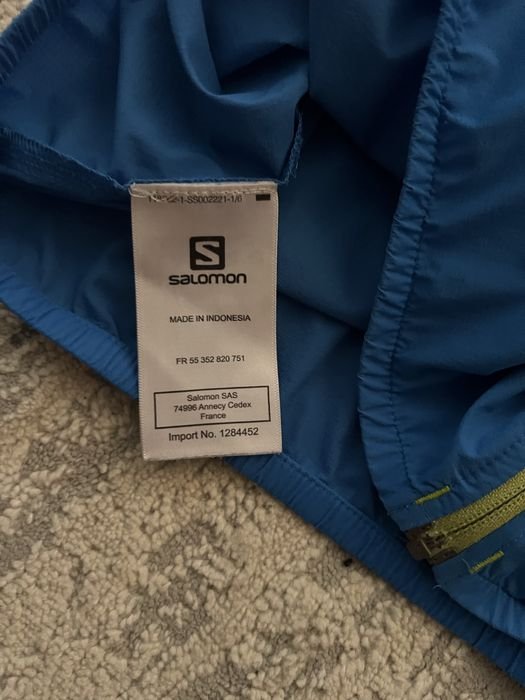 S
salomon
MADE IN INDONESIA
FR 55 352 820 751
Salomon SAS
74996 Annecy Cedex
France
Import No. 1284452